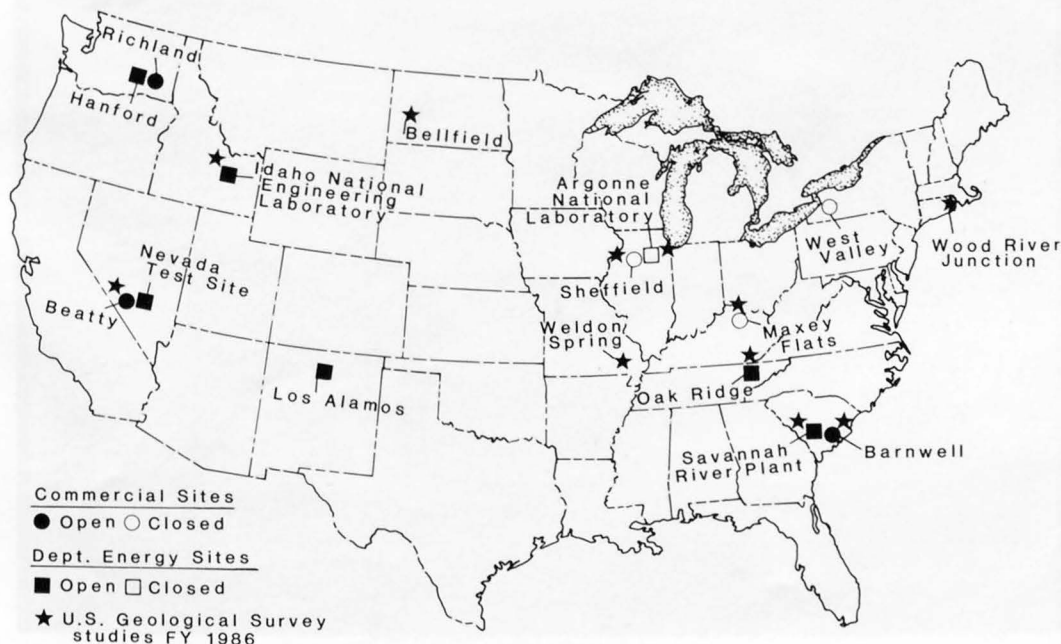 Richland
Hanford
Bellfield
Idaho National
Engineering
Laboratory
Argonne
National
Laboratory
West
Valley
Wood River
Junction
Nevada
Test Site
Beatty
Sheffield
Weldon
Spring
Maxey
Flats
Los Alamos
Oak Ridge
Savannah
River Plant
Barnwell
Commercial Sites
Open Closed
Dept. Energy Sites
Open Closed
U.S. Geological Survey
studies FY 1986